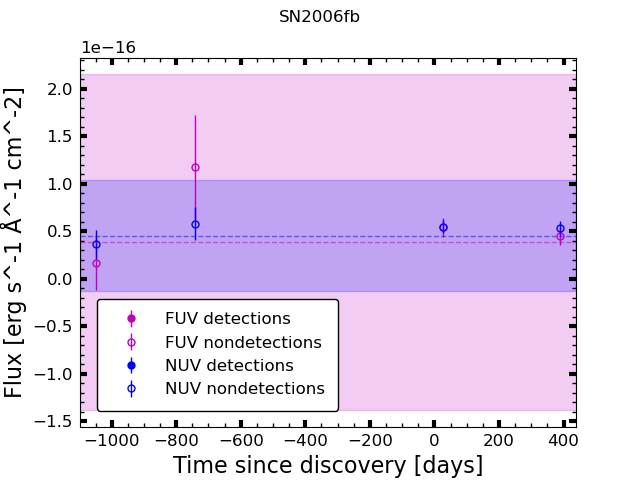 SN2006fb
1e−16
2.0
1.5
1.0
0.5
0.0
−0.5
−1.0
−1.5
Flux [erg s^-1 Å^-1 cm^-2]
FUV detections
FUV nondetections
NUV detections
NUV nondetections
−1000 −800 −600 −400 −200 0 200 400
Time since discovery [days]